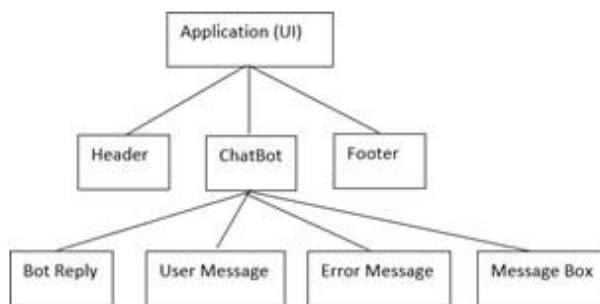 Application (UI)
Header
ChatBot
Footer
Bot Reply
User Message
Error Message
Message Box